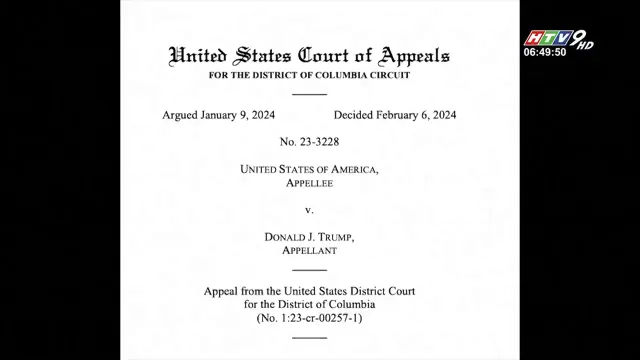 HTV9HD
06:49:50
United States Court of Appeals
FOR THE DISTRICT OF COLUMBIA CIRCUIT
Argued January 9, 2024 Decided February 6, 2024
No. 23-3228
UNITED STATES OF AMERICA,
APPELLEE
v.
DONALD J. TRUMP,
APPELLANT
Appeal from the United States District Court
for the District of Columbia
(No. 1:23-cr-00257-1)